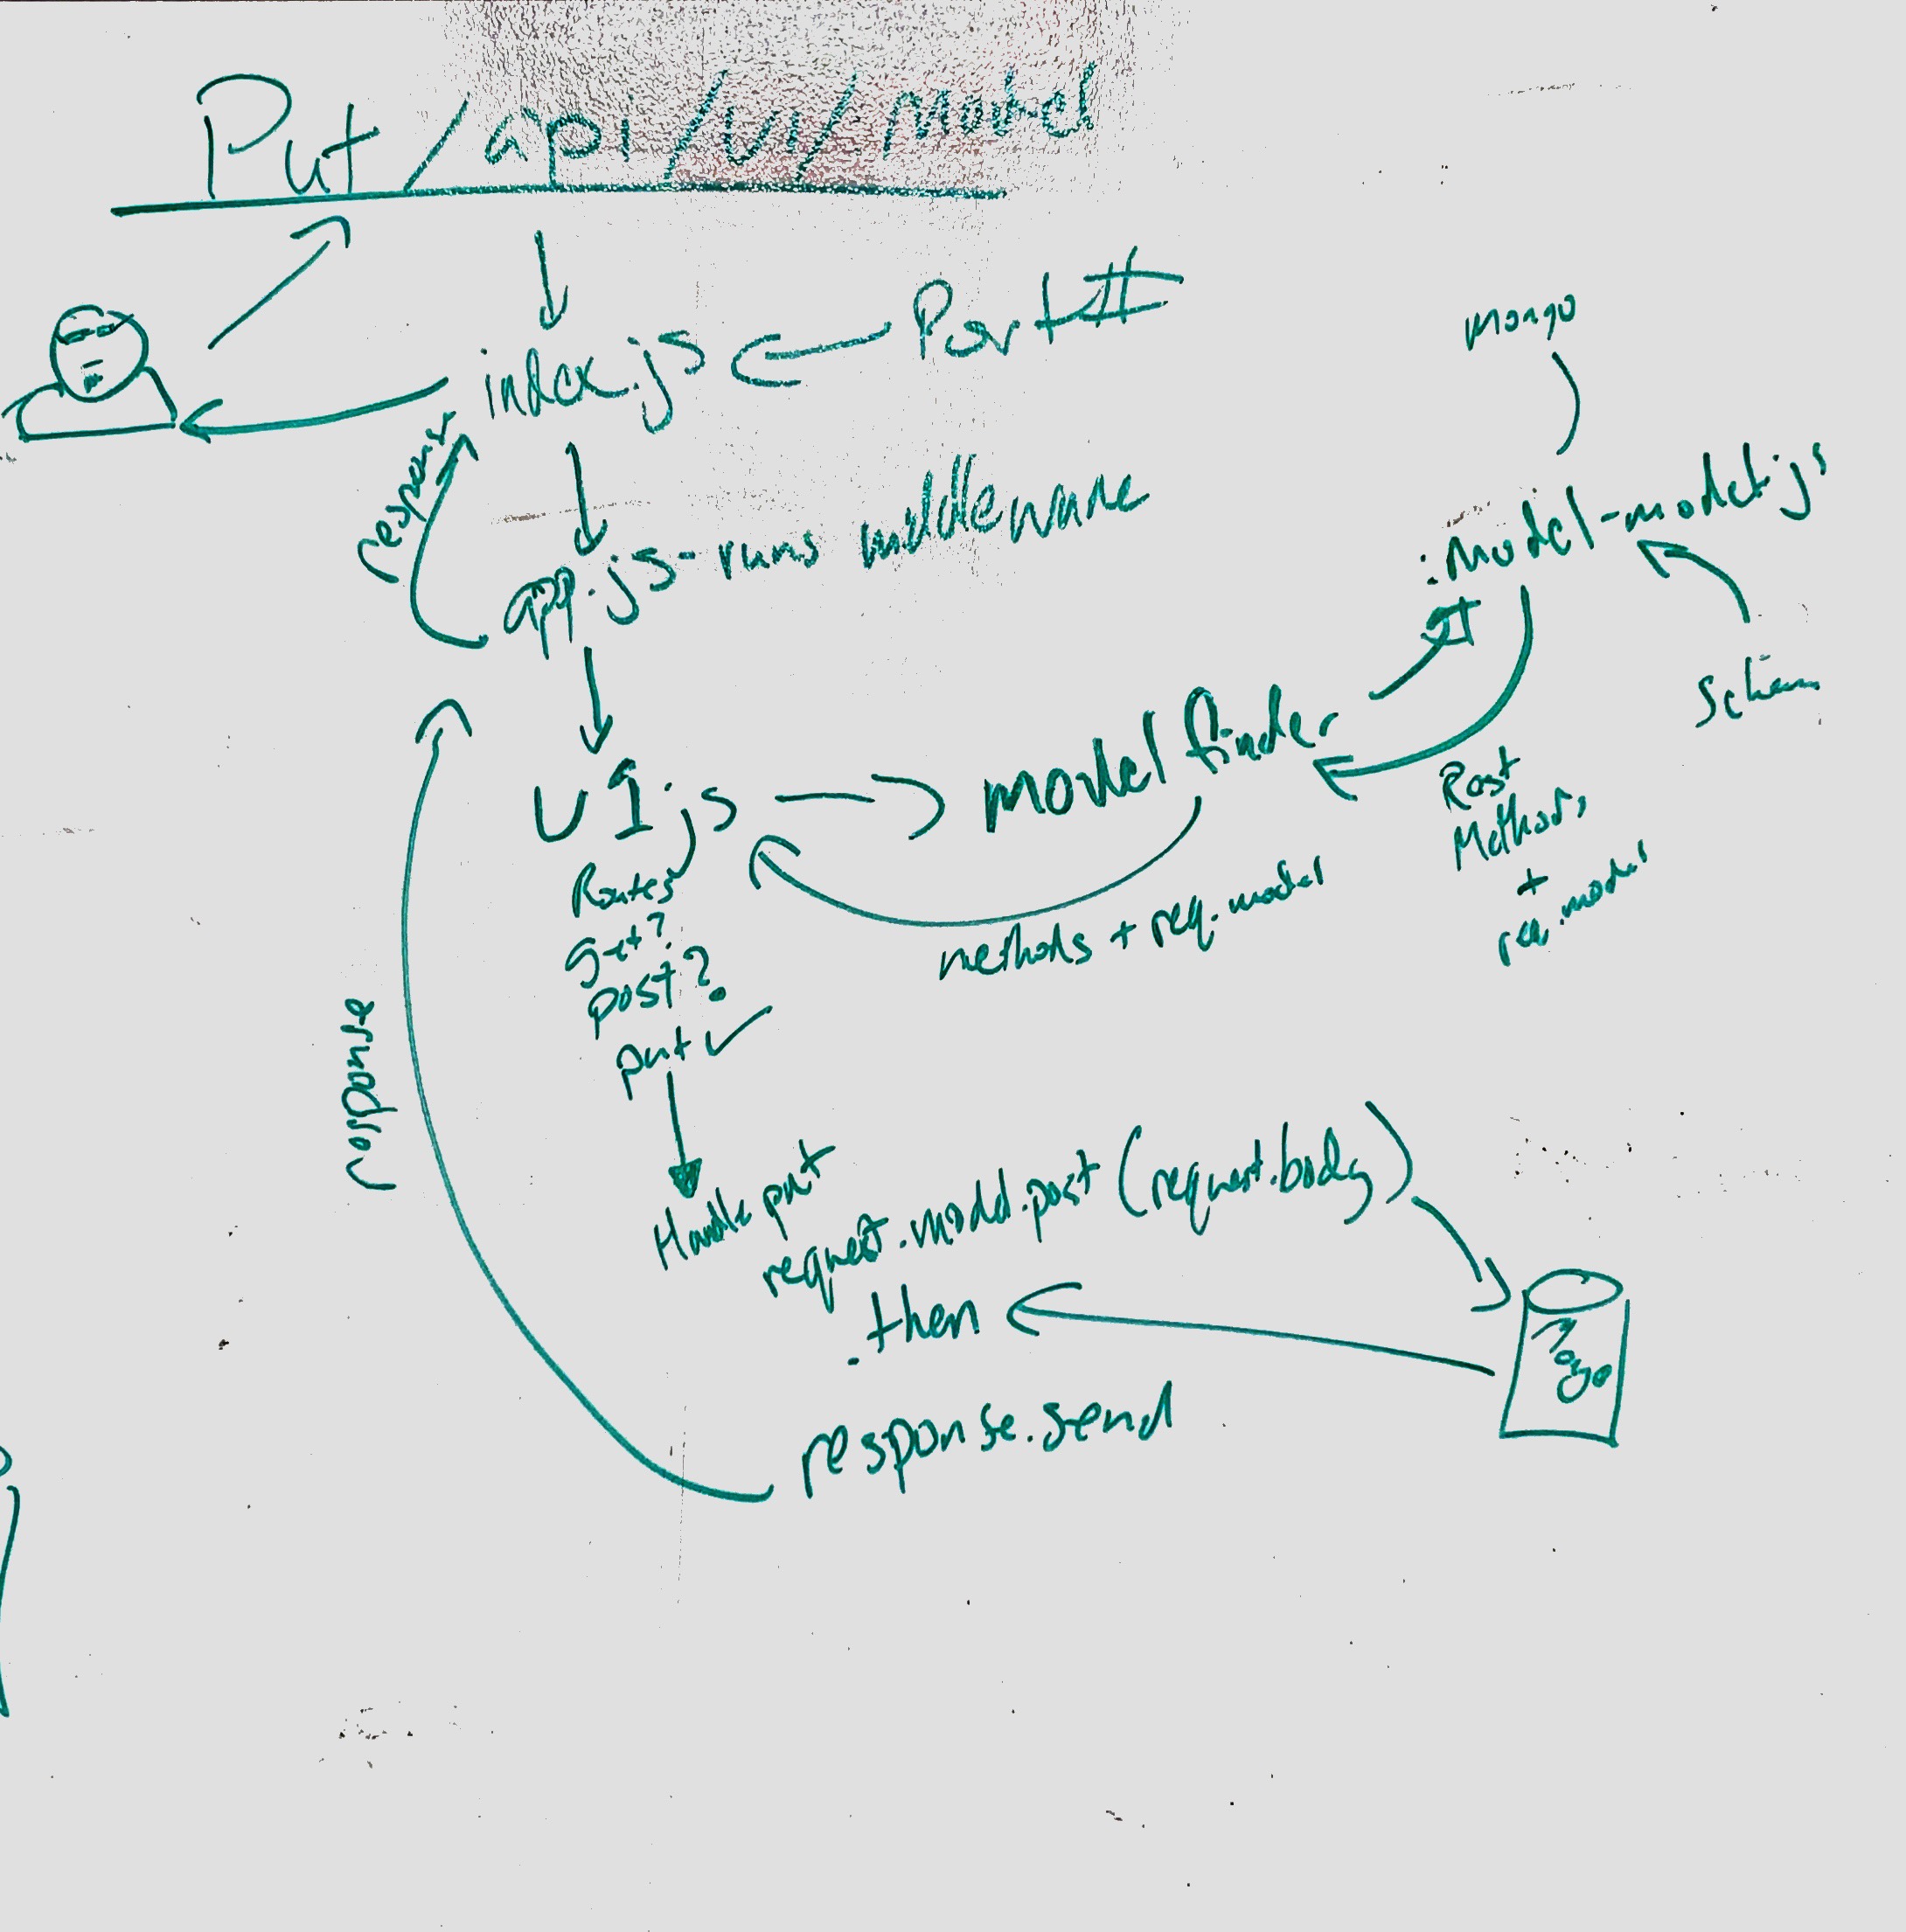 Put /api/v1/model
index.js
Port #
response
app.js - runs middleware
mongo
:model-model.js
Schema
V1.js
model finder
Rest
Methods
+
req.model
methods + req.model
Routes
get?
post?
put ✓
response
Handle put
request.model.post (request.body)
.then
response.send